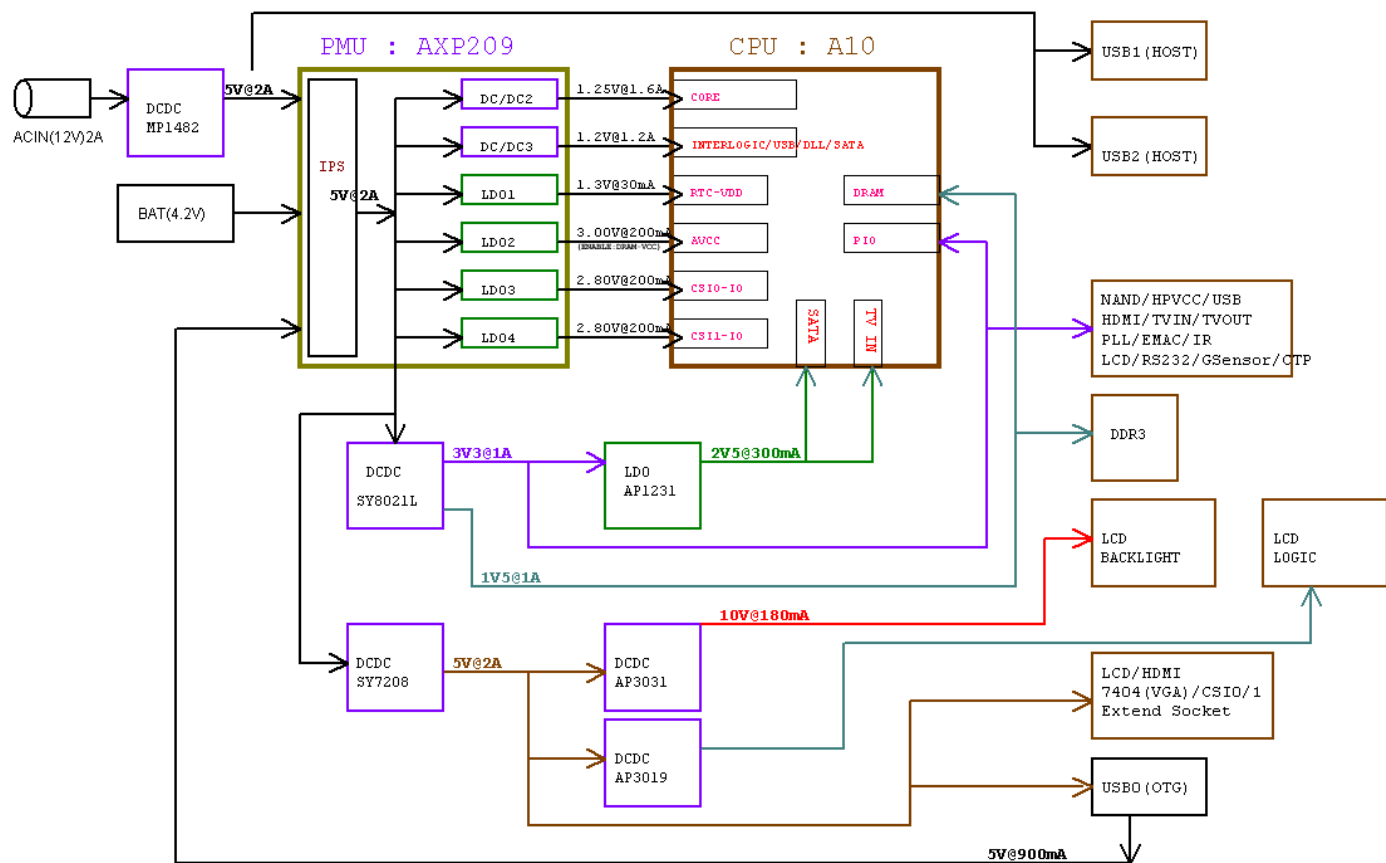 PMU : AXP209
CPU : A10
USB1(HOST)
5V@2A
DCDC
MP1482
ACIN(12V)2A
DC/DC2
1.25V@1.6A
CORE
DC/DC3
1.2V@1.2A
INTERLOGIC/USB/DLL/SATA
USB2(HOST)
IPS
5V@2A
LDO1
1.3V@30mA
RTC-VDD
DRAM
BAT(4.2V)
LDO2
3.00V@200mA
(ENABLE:DRAM-VCC)
AVCC
PIO
LDO3
2.80V@200mA
CSI0-IO
LDO4
2.80V@200mA
CSI1-IO
SATA
TV IN
NAND/HPVCC/USB
HDMI/TVIN/TVOUT
PLL/EMAC/IR
LCD/RS232/GSensor/CTP
DCDC
SY8021L
3V3@1A
LDO
AP1231
2V5@300mA
DDR3
1V5@1A
LCD
BACKLIGHT
LCD
LOGIC
10V@180mA
DCDC
SY7208
5V@2A
DCDC
AP3031
LCD/HDMI
7404(VGA)/CSI0/1
Extend Socket
DCDC
AP3019
USB0(OTG)
5V@900mA